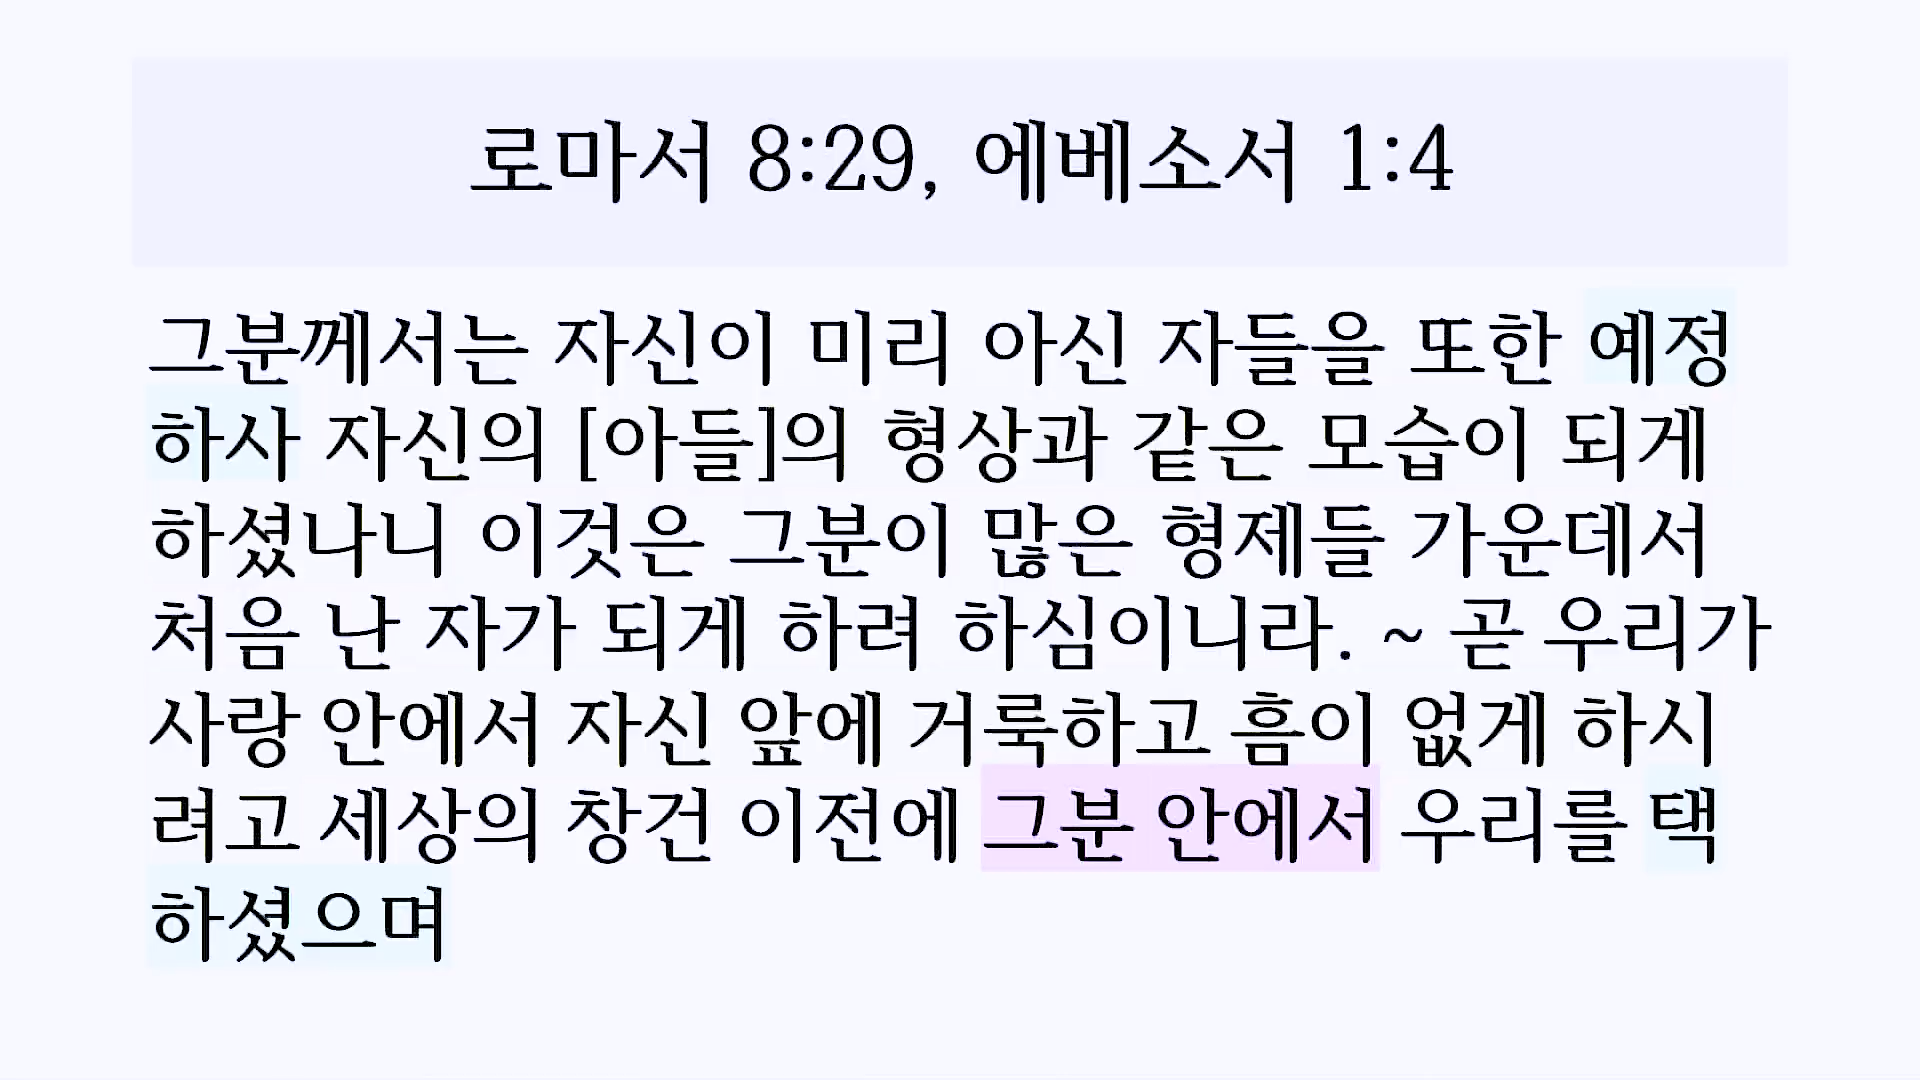 로마서 8:29, 에베소서 1:4
그분께서는 자신이 미리 아신 자들을 또한 예정
하사 자신의 [아들]의 형상과 같은 모습이 되게
하셨나니 이것은 그분이 많은 형제들 가운데서
처음 난 자가 되게 하려 하심이니라. ~ 곧 우리가
사랑 안에서 자신 앞에 거룩하고 흠이 없게 하시
려고 세상의 창건 이전에 그분 안에서 우리를 택
하셨으며